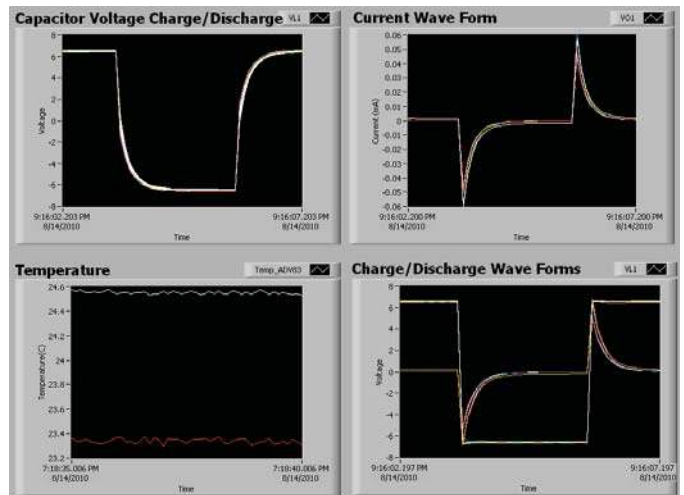 Capacitor Voltage Charge/Discharge VL1
8
6
4
2
0
-2
-4
-6
-8
Voltage
9:16:02.203 PM 9:16:07.203 PM
8/14/2010 8/14/2010
Time
Current Wave Form VO1
0.06
0.05
0.04
0.03
0.02
0.01
0
-0.01
-0.02
-0.03
-0.04
-0.05
-0.06
Current (mA)
9:16:02.200 PM 9:16:07.200 PM
8/14/2010 8/14/2010
Time
Temperature Temp_ADV83
24.6
24.2
24
23.8
23.6
23.4
23.2
Temperature(C)
7:18:35.006 PM 7:18:40.006 PM
8/14/2010 8/14/2010
Time
Charge/Discharge Wave Forms VL1
8
6
4
2
0
-2
-4
-6
-8
Voltage
9:16:02.197 PM 9:16:07.197
8/14/2010 8/14/2010
Time